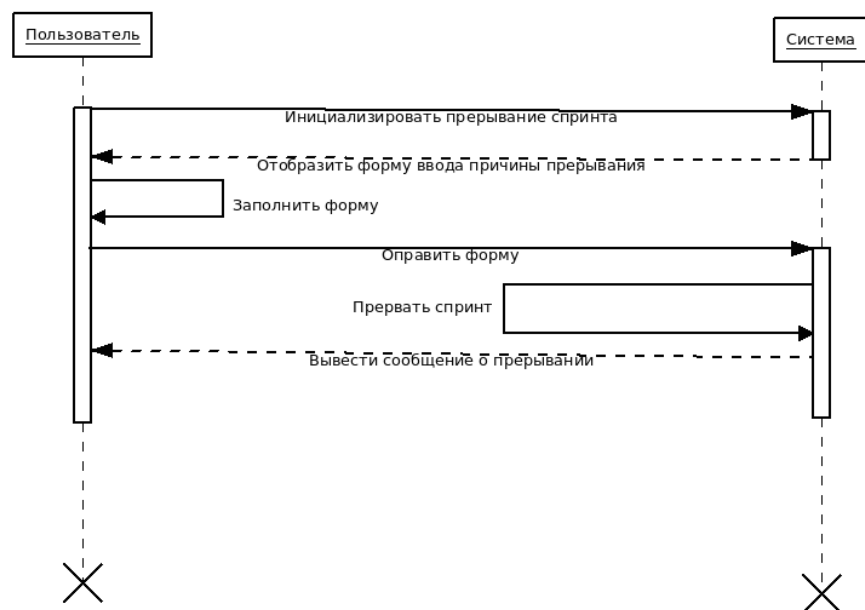 Пользователь
Система
Инициализировать прерывание спринта
Отобразить форму ввода причины прерывания
Заполнить форму
Оправить форму
Прервать спринт
Вывести сообщение о прерывании